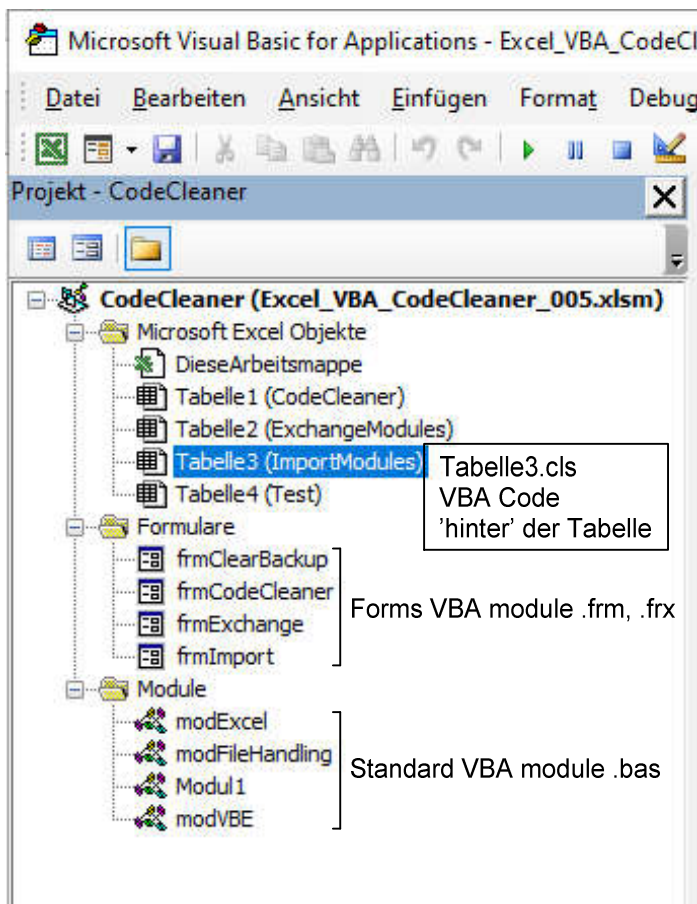 Microsoft Visual Basic for Applications - Excel_VBA_CodeCl
Datei Bearbeiten Ansicht Einfügen Format Debug
Projekt - CodeCleaner
CodeCleaner (Excel_VBA_CodeCleaner_005.xlsm)
Microsoft Excel Objekte
DieseArbeitsmappe
Tabelle1 (CodeCleaner)
Tabelle2 (ExchangeModules)
Tabelle3 (ImportModules)
Tabelle4 (Test)
Tabelle3.cls
VBA Code
’hinter’ der Tabelle
Formulare
frmClearBackup
frmCodeCleaner
frmExchange
frmImport
Forms VBA module .frm, .frx
Module
modExcel
modFileHandling
Modul1
modVBE
Standard VBA module .bas